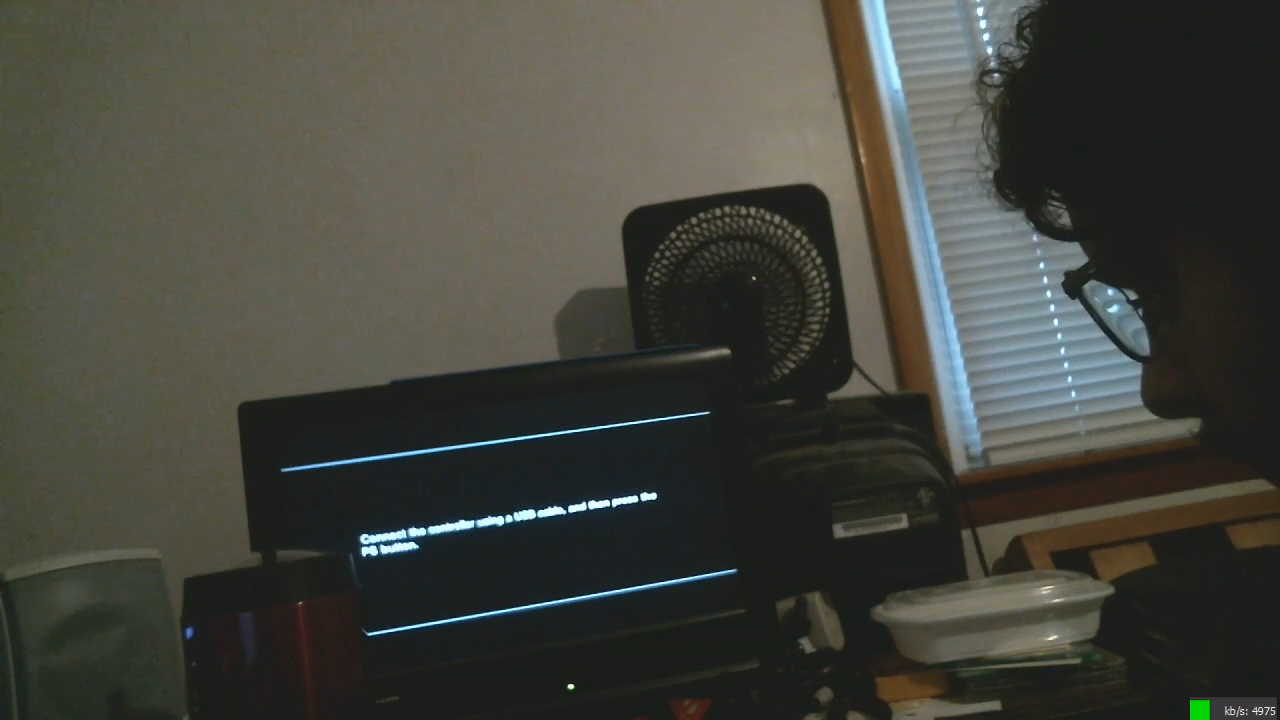 Connect the controller using a USB cable, and then press the
PS button.
kb/s: 4975